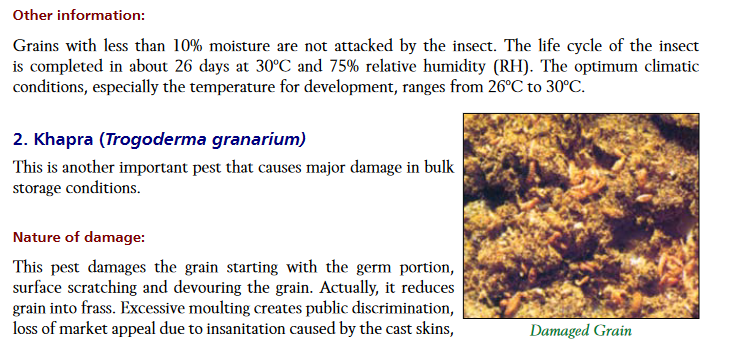 Other information:
Grains with less than 10% moisture are not attacked by the insect. The life cycle of the insect
is completed in about 26 days at 30°C and 75% relative humidity (RH). The optimum climatic
conditions, especially the temperature for development, ranges from 26°C to 30°C.
2. Khapra (Trogoderma granarium)
This is another important pest that causes major damage in bulk
storage conditions.
Nature of damage:
This pest damages the grain starting with the germ portion,
surface scratching and devouring the grain. Actually, it reduces
grain into frass. Excessive moulting creates public discrimination,
loss of market appeal due to insanitation caused by the cast skins,
Damaged Grain